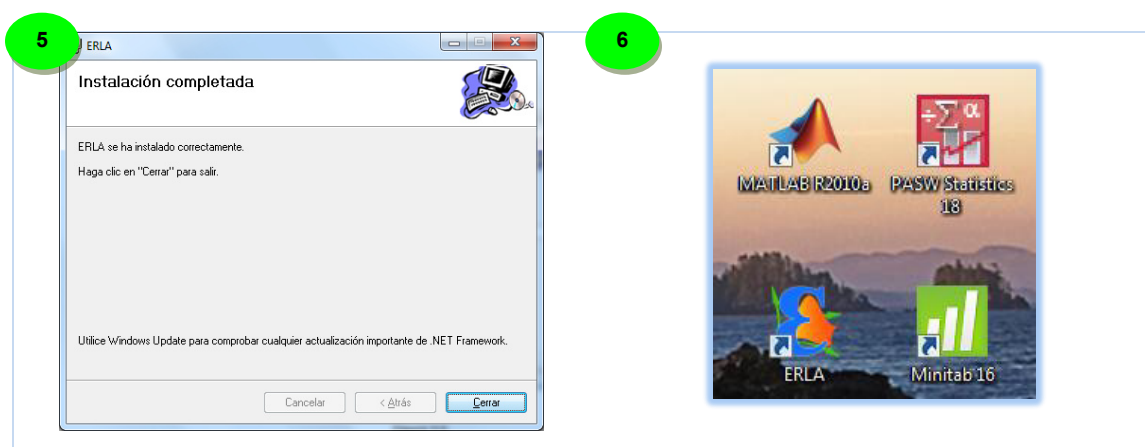 5
ERLA
Instalación completada
ERLA se ha instalado correctamente.
Haga clic en "Cerrar" para salir.
Utilice Windows Update para comprobar cualquier actualización importante de .NET Framework.
Cancelar
< Atrás
Cerrar
6
MATLAB R2010a
PASW Statistics
18
ERLA
Minitab 16